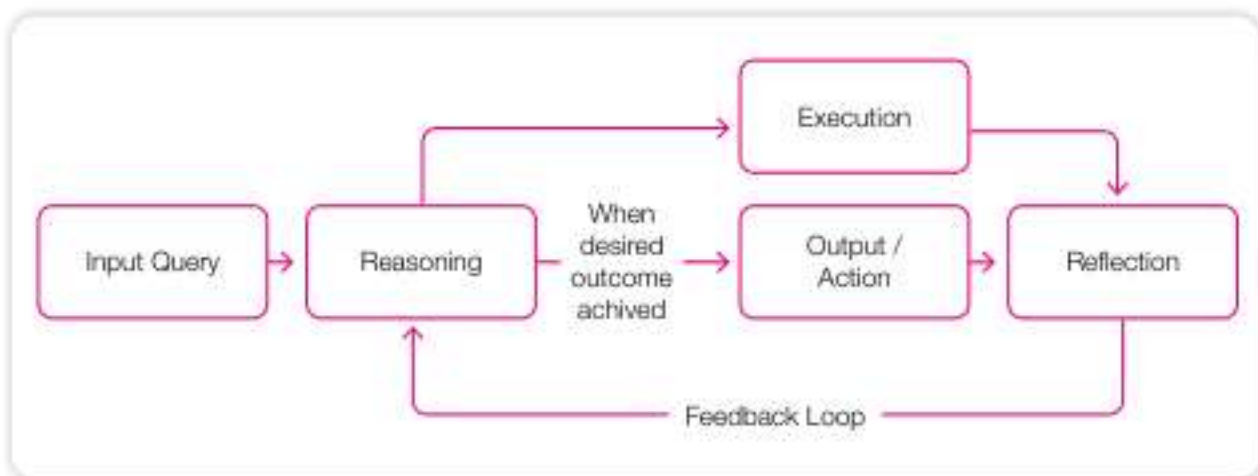 Execution
Input Query
Reasoning
When
desired
outcome
achived
Output /
Action
Reflection
Feedback Loop